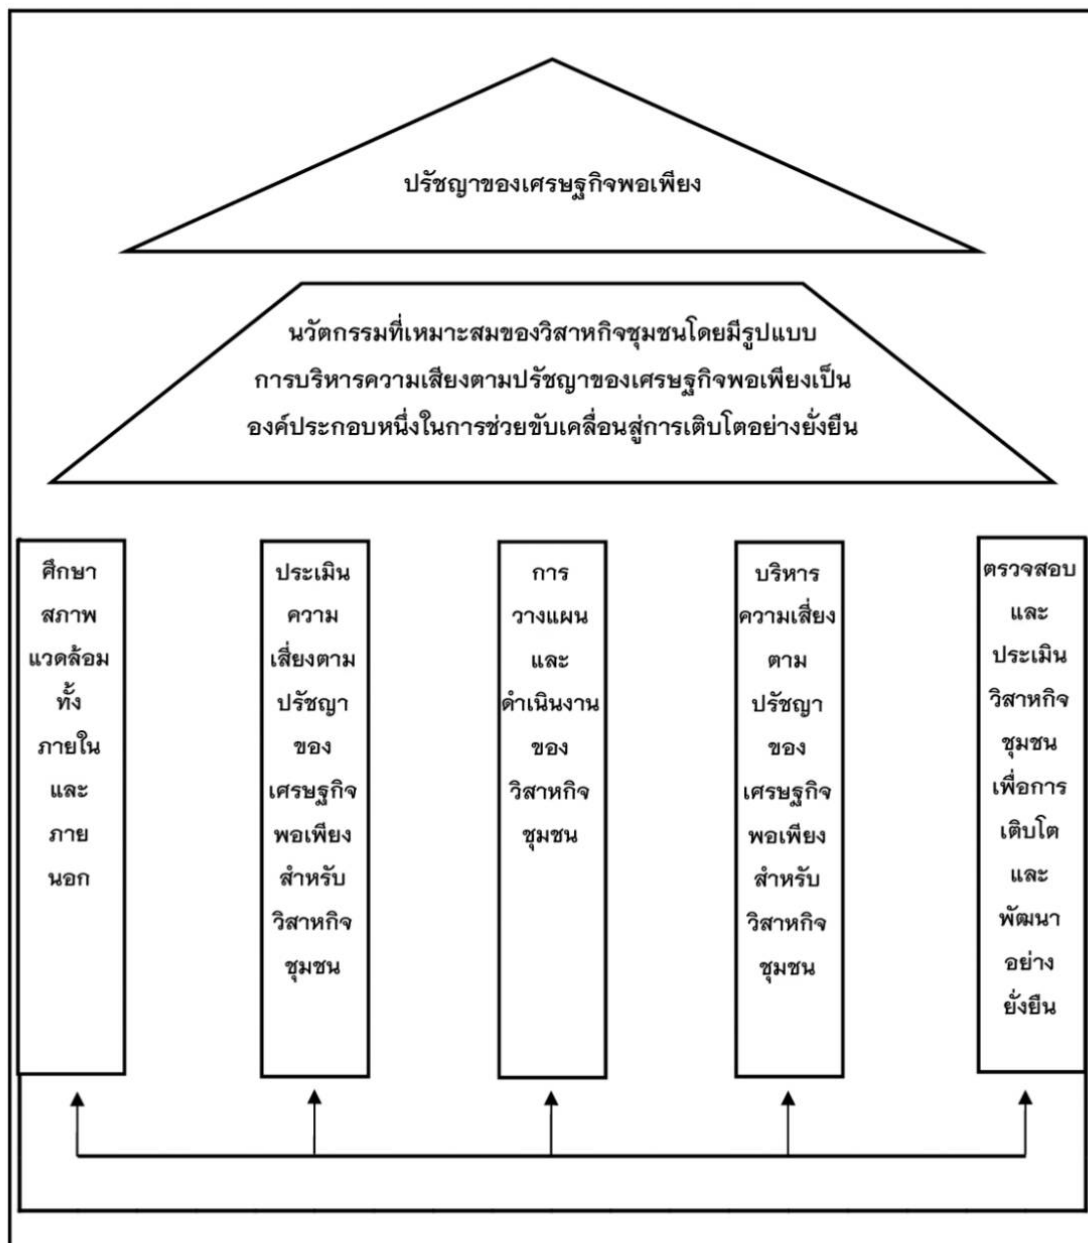 ปรัชญาของเศรษฐกิจพอเพียง
นวัตกรรมที่เหมาะสมของวิสาหกิจชุมชนโดยมีรูปแบบ
การบริหารความเสี่ยงตามปรัชญาของเศรษฐกิจพอเพียงเป็น
องค์ประกอบหนึ่งในการช่วยขับเคลื่อนสู่การเติบโตอย่างยั่งยืน
ศึกษา
สภาพ
แวดล้อม
ทั้ง
ภายใน
และ
ภาย
นอก
ประเมิน
ความ
เสี่ยงตาม
ปรัชญา
ของ
เศรษฐกิจ
พอเพียง
สำหรับ
วิสาหกิจ
ชุมชน
การ
วางแผน
และ
ดำเนินงาน
ของ
วิสาหกิจ
ชุมชน
บริหาร
ความเสี่ยง
ตาม
ปรัชญา
ของ
เศรษฐกิจ
พอเพียง
สำหรับ
วิสาหกิจ
ชุมชน
ตรวจสอบ
และ
ประเมิน
วิสาหกิจ
ชุมชน
เพื่อการ
เติบโต
และ
พัฒนา
อย่าง
ยั่งยืน